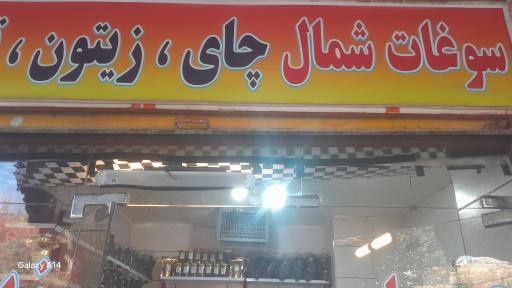 سوغات شمال چای ، زیتون ،
Galaxy A14